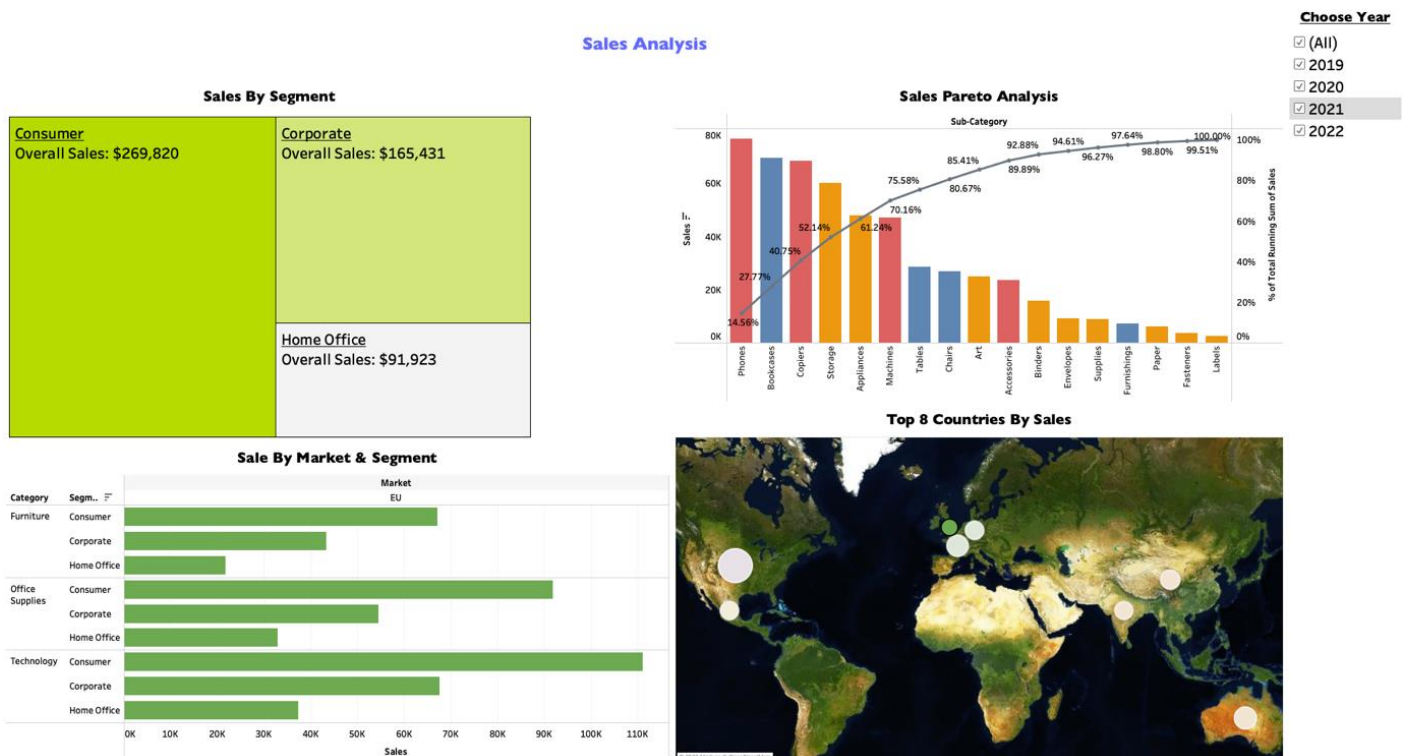 Sales Analysis
Choose Year
(All)
2019
2020
2021
2022
Sales By Segment
Consumer
Overall Sales: $269,820
Corporate
Overall Sales: $165,431
Home Office
Overall Sales: $91,923
Sales Pareto Analysis
Sub-Category
80K
60K
40K
20K
0K
Sales
14.56%
27.77%
40.75%
52.14%
61.24%
70.16%
75.58%
80.67%
85.41%
89.89%
92.88%
94.61%
96.27%
97.64%
98.80%
99.51%
100.00%
100%
80%
60%
40%
20%
0%
% of Total Running Sum of Sales
Phones
Bookcases
Copiers
Storage
Appliances
Machines
Tables
Chairs
Art
Accessories
Binders
Envelopes
Supplies
Furnishings
Paper
Fasteners
Labels
Sale By Market & Segment
Market
Category Segm.. EU
Furniture Consumer
Corporate
Home Office
Office Supplies Consumer
Corporate
Home Office
Technology Consumer
Corporate
Home Office
0K 10K 20K 30K 40K 50K 60K 70K 80K 90K 100K 110K
Sales
Top 8 Countries By Sales